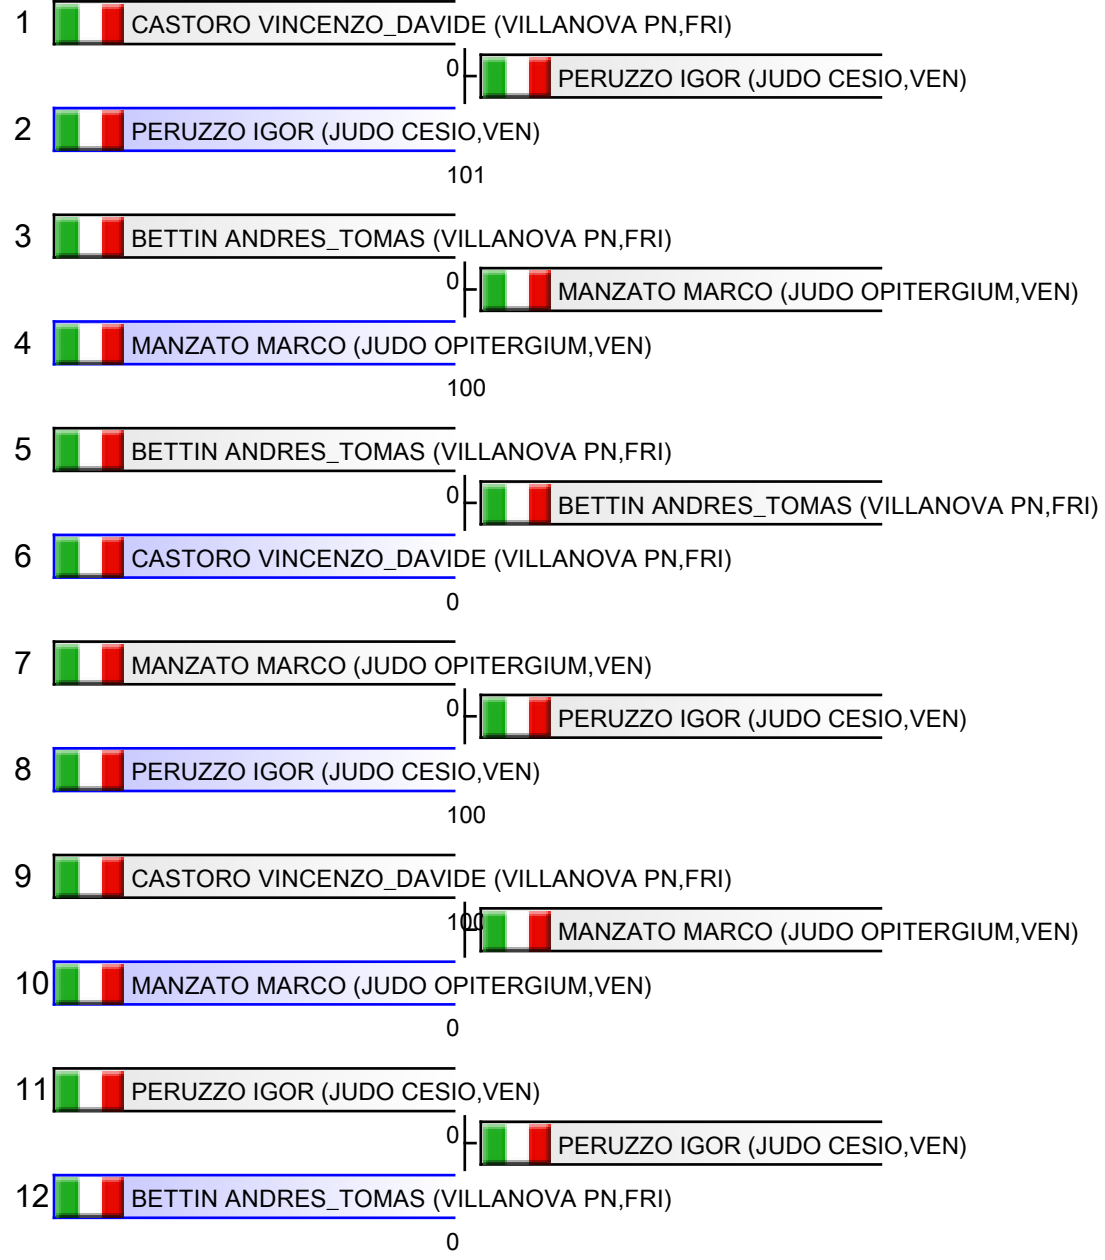 1 CASTORO VINCENZO_DAVIDE (VILLANOVA PN,FRI)
0 PERUZZO IGOR (JUDO CESIO,VEN)
2 PERUZZO IGOR (JUDO CESIO,VEN)
101
3 BETTIN ANDRES_TOMAS (VILLANOVA PN,FRI)
0 MANZATO MARCO (JUDO OPITERGIUM,VEN)
4 MANZATO MARCO (JUDO OPITERGIUM,VEN)
100
5 BETTIN ANDRES_TOMAS (VILLANOVA PN,FRI)
0 BETTIN ANDRES_TOMAS (VILLANOVA PN,FRI)
6 CASTORO VINCENZO_DAVIDE (VILLANOVA PN,FRI)
0
7 MANZATO MARCO (JUDO OPITERGIUM,VEN)
0 PERUZZO IGOR (JUDO CESIO,VEN)
8 PERUZZO IGOR (JUDO CESIO,VEN)
100
9 CASTORO VINCENZO_DAVIDE (VILLANOVA PN,FRI)
100 MANZATO MARCO (JUDO OPITERGIUM,VEN)
10 MANZATO MARCO (JUDO OPITERGIUM,VEN)
0
11 PERUZZO IGOR (JUDO CESIO,VEN)
0 PERUZZO IGOR (JUDO CESIO,VEN)
12 BETTIN ANDRES_TOMAS (VILLANOVA PN,FRI)
0